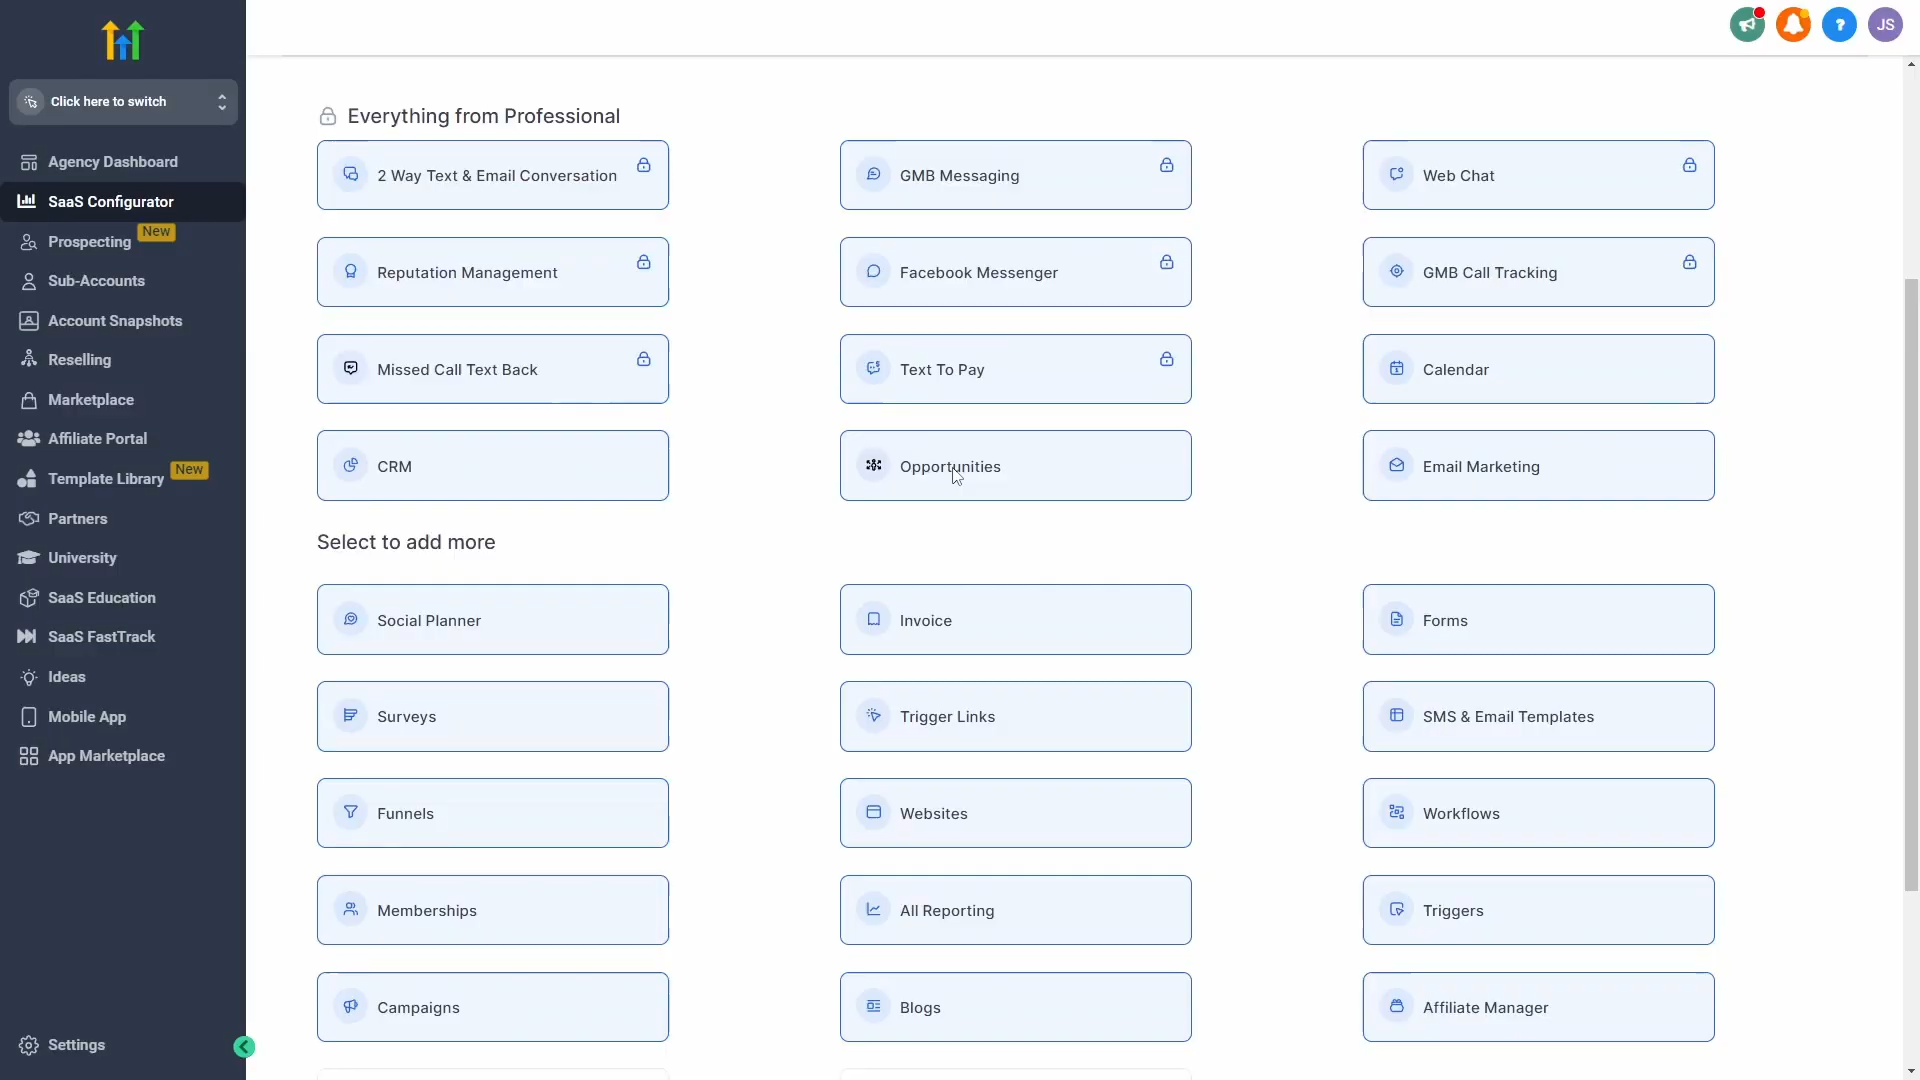 Click here to switch
Agency Dashboard
SaaS Configurator
Prospecting
New
Sub-Accounts
Account Snapshots
Reselling
Marketplace
Affiliate Portal
Template Library
New
Partners
University
SaaS Education
SaaS FastTrack
Ideas
Mobile App
App Marketplace
Settings
?
JS
Everything from Professional
2 Way Text & Email Conversation
GMB Messaging
Web Chat
Reputation Management
Facebook Messenger
GMB Call Tracking
Missed Call Text Back
Text To Pay
Calendar
CRM
Opportunities
Email Marketing
Select to add more
Social Planner
Invoice
Forms
Surveys
Trigger Links
SMS & Email Templates
Funnels
Websites
Workflows
Memberships
All Reporting
Triggers
Campaigns
Blogs
Affiliate Manager